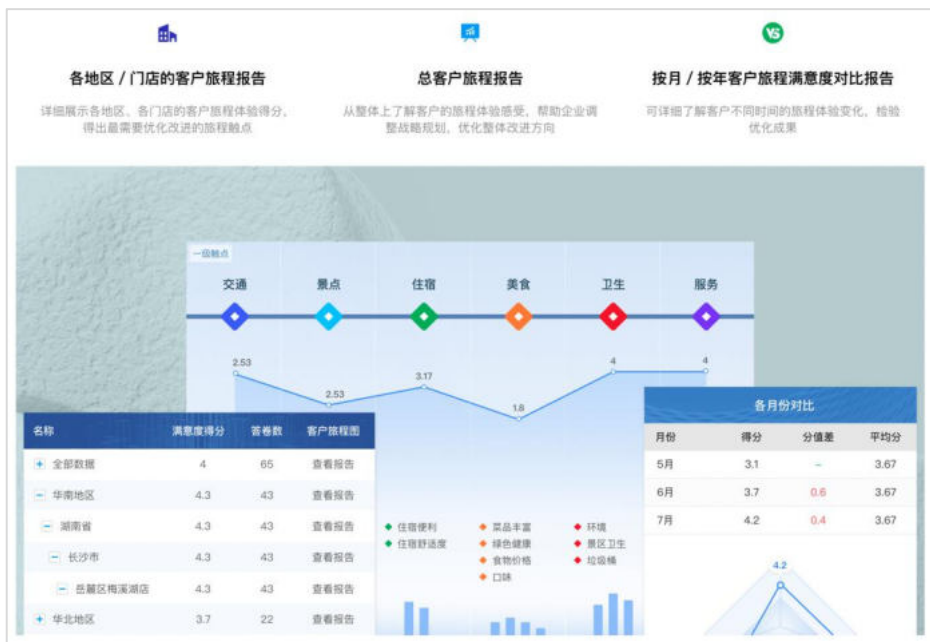 VS
各地区 / 门店的客户旅程报告
总客户旅程报告
按月 / 按年客户旅程满意度对比报告
详细展示各地区、各门店的客户旅程体验得分，
得出最需要优化改进的旅程触点
从整体上了解客户的旅程体验感受，帮助企业调
整战略规划，优化整体改进方向
可详细了解客户不同时间的旅程体验变化，检验
优化成果
一级触点
交通 景点 住宿 美食 卫生 服务
2.53 2.53 3.17 1.8 4 4
名称 满意度得分 答卷数 客户旅程图
全部数据 4 65 查看报告
华南地区 4.3 43 查看报告
湖南省 4.3 43 查看报告
长沙市 4.3 43 查看报告
岳麓区梅溪湖店 4.3 43 查看报告
华北地区 3.7 22 查看报告
住宿便利 菜品丰富 环境
住宿舒适度 绿色健康 景区卫生
食物价格 垃圾桶
口味
各月份对比
月份 得分 分值差 平均分
5月 3.1 – 3.67
6月 3.7 0.6 3.67
7月 4.2 0.4 3.67
4.2